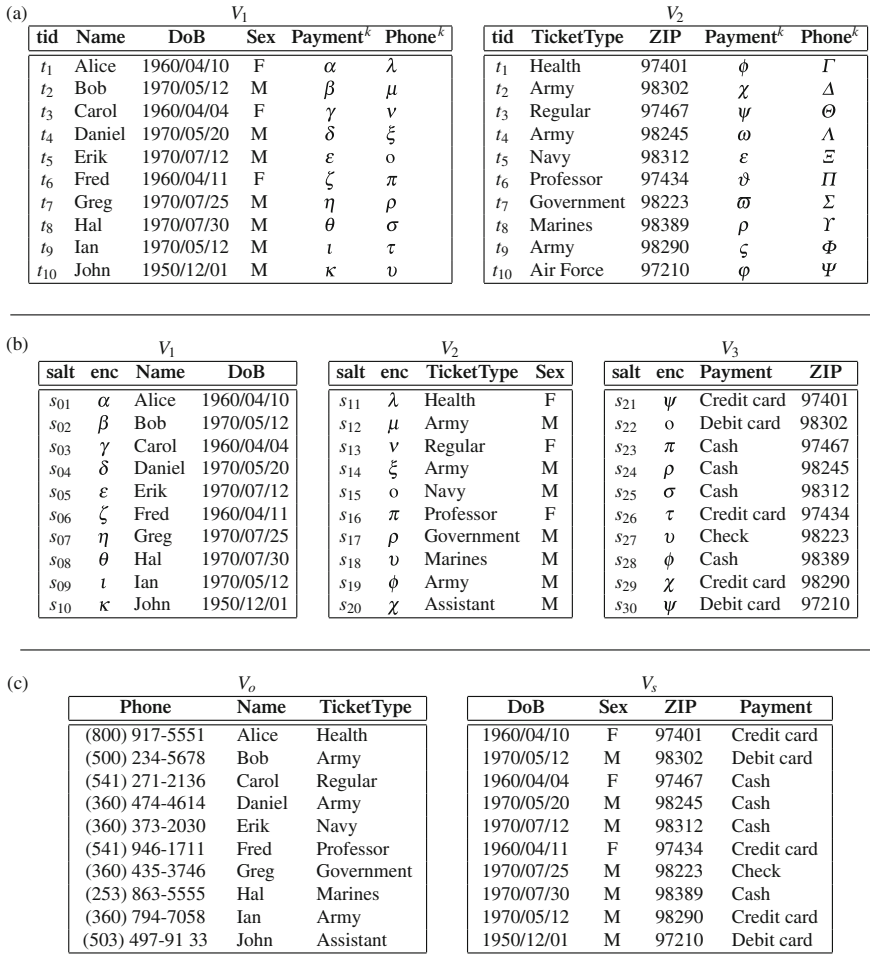 (a)
V1 V2
tid Name DoB Sex Payment^k Phone^k tid TicketType ZIP Payment^k Phone^k
t1 Alice 1960/04/10 F α λ t1 Health 97401 ϕ Γ
t2 Bob 1970/05/12 M β μ t2 Army 98302 χ Δ
t3 Carol 1960/04/04 F γ ν t3 Regular 97467 ψ Θ
t4 Daniel 1970/05/20 M δ ξ t4 Army 98245 ω Λ
t5 Erik 1970/07/12 M ε ο t5 Navy 98312 ε Ξ
t6 Fred 1960/04/11 F ζ π t6 Professor 97434 ϑ Π
t7 Greg 1970/07/25 M η ρ t7 Government 98223 ϖ Σ
t8 Hal 1970/07/30 M θ σ t8 Marines 98389 ρ ϒ
t9 Ian 1970/05/12 M ι τ t9 Army 98290 ς Φ
t10 John 1950/12/01 M κ υ t10 Air Force 97210 φ Ψ
(b)
V1 V2 V3
salt enc Name DoB salt enc TicketType Sex salt enc Payment ZIP
s01 α Alice 1960/04/10 s11 λ Health F s21 ψ Credit card 97401
s02 β Bob 1970/05/12 s12 μ Army M s22 ο Debit card 98302
s03 γ Carol 1960/04/04 s13 ν Regular F s23 π Cash 97467
s04 δ Daniel 1970/05/20 s14 ξ Army M s24 ρ Cash 98245
s05 ε Erik 1970/07/12 s15 ο Navy M s25 σ Cash 98312
s06 ζ Fred 1960/04/11 s16 π Professor F s26 τ Credit card 97434
s07 η Greg 1970/07/25 s17 ρ Government M s27 υ Check 98223
s08 θ Hal 1970/07/30 s18 υ Marines M s28 ϕ Cash 98389
s09 ι Ian 1970/05/12 s19 ϕ Army M s29 χ Credit card 98290
s10 κ John 1950/12/01 s20 χ Assistant M s30 ψ Debit card 97210
(c)
Vo Vs
Phone Name TicketType DoB Sex ZIP Payment
(800) 917-5551 Alice Health 1960/04/10 F 97401 Credit card
(500) 234-5678 Bob Army 1970/05/12 M 98302 Debit card
(541) 271-2136 Carol Regular 1960/04/04 F 97467 Cash
(360) 474-4614 Daniel Army 1970/05/20 M 98245 Cash
(360) 373-2030 Erik Navy 1970/07/12 M 98312 Cash
(541) 946-1711 Fred Professor 1960/04/11 F 97434 Credit card
(360) 435-3746 Greg Government 1970/07/25 M 98223 Check
(253) 863-5555 Hal Marines 1970/07/30 M 98389 Cash
(360) 794-7058 Ian Army 1970/05/12 M 98290 Credit card
(503) 497-91 33 John Assistant 1950/12/01 M 97210 Debit card